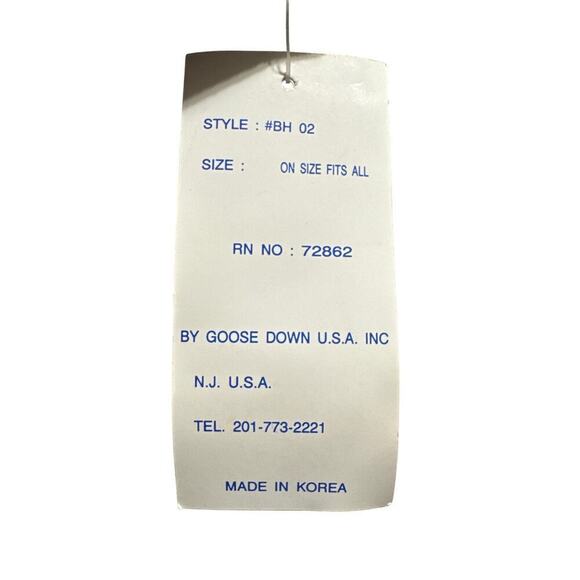 STYLE : #BH 02
SIZE : ON SIZE FITS ALL
RN NO : 72862
BY GOOSE DOWN U.S.A. INC
N.J. U.S.A.
TEL. 201-773-2221
MADE IN KOREA